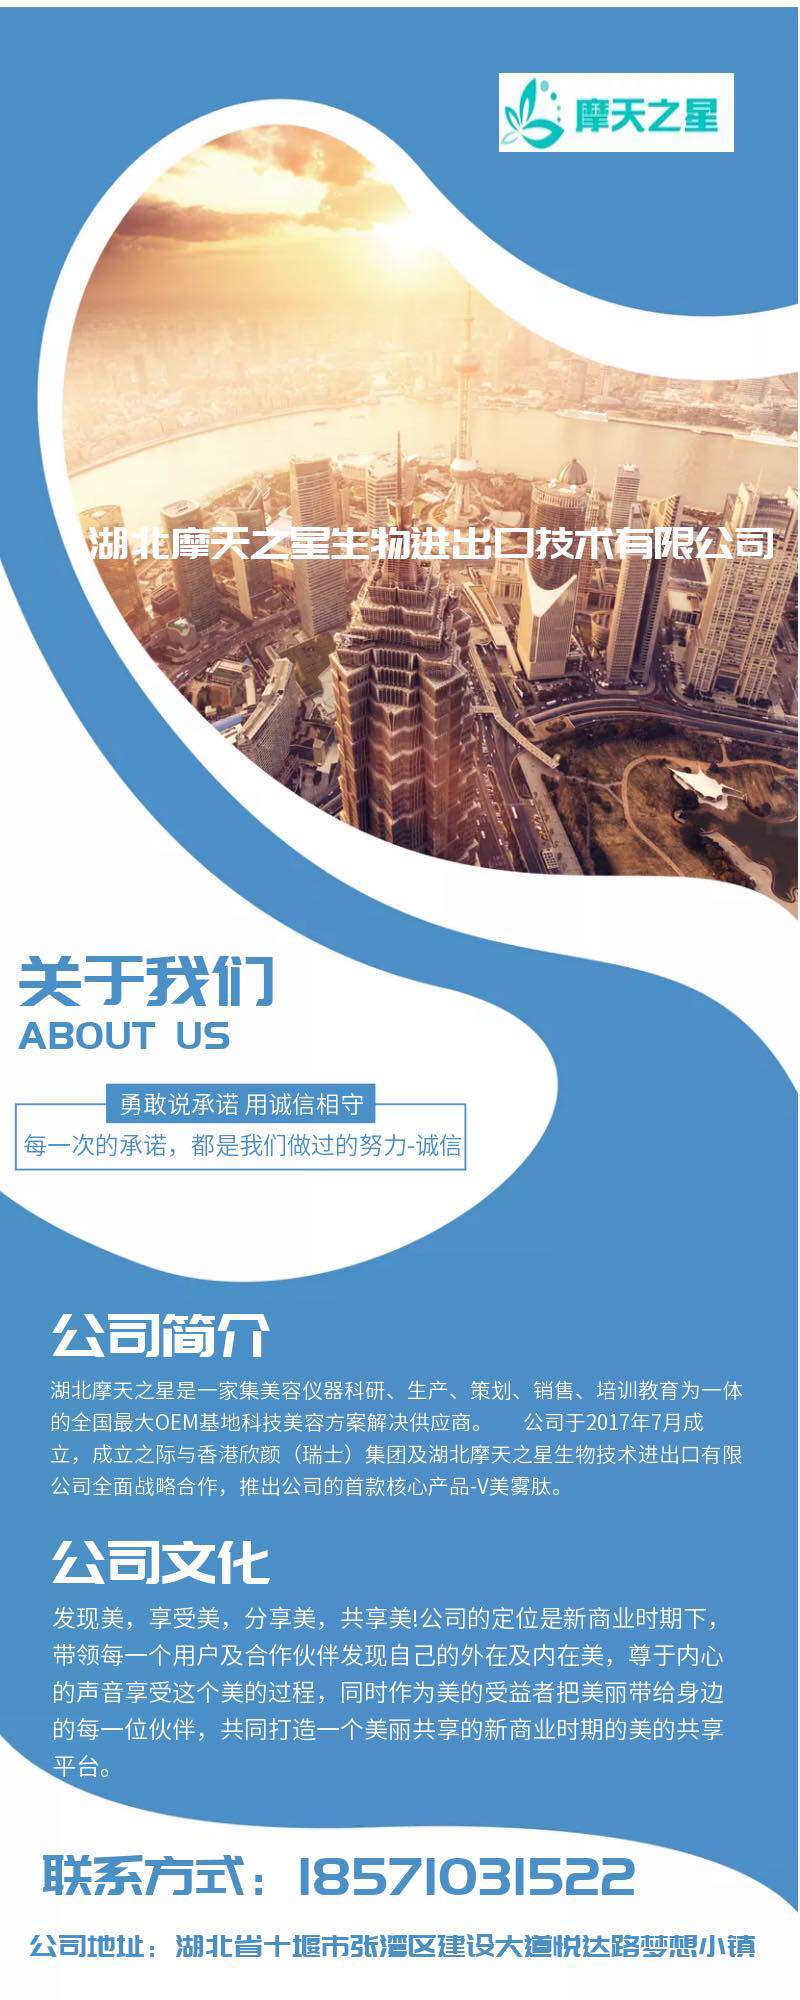 摩天之星
湖北摩天之星生物进出口技术有限公司
关于我们
ABOUT US
勇敢说承诺 用诚信相守
每一次的承诺，都是我们做过的努力-诚信
公司简介
湖北摩天之星是一家集美容仪器科研、生产、策划、销售、培训教育为一体
的全国最大OEM基地科技美容方案解决供应商。 公司于2017年7月成
立，成立之际与香港欣颜（瑞士）集团及湖北摩天之星生物技术进出口有限
公司全面战略合作，推出公司的首款核心产品-V美雾肽。
公司文化
发现美，享受美，分享美，共享美!公司的定位是新商业时期下，
带领每一个用户及合作伙伴发现自己的外在及内在美，尊于内心
的声音享受这个美的过程，同时作为美的受益者把美丽带给身边
的每一位伙伴，共同打造一个美丽共享的新商业时期的美的共享
平台。
联系方式：18571031522
公司地址：湖北省十堰市张湾区建设大道悦达路梦想小镇